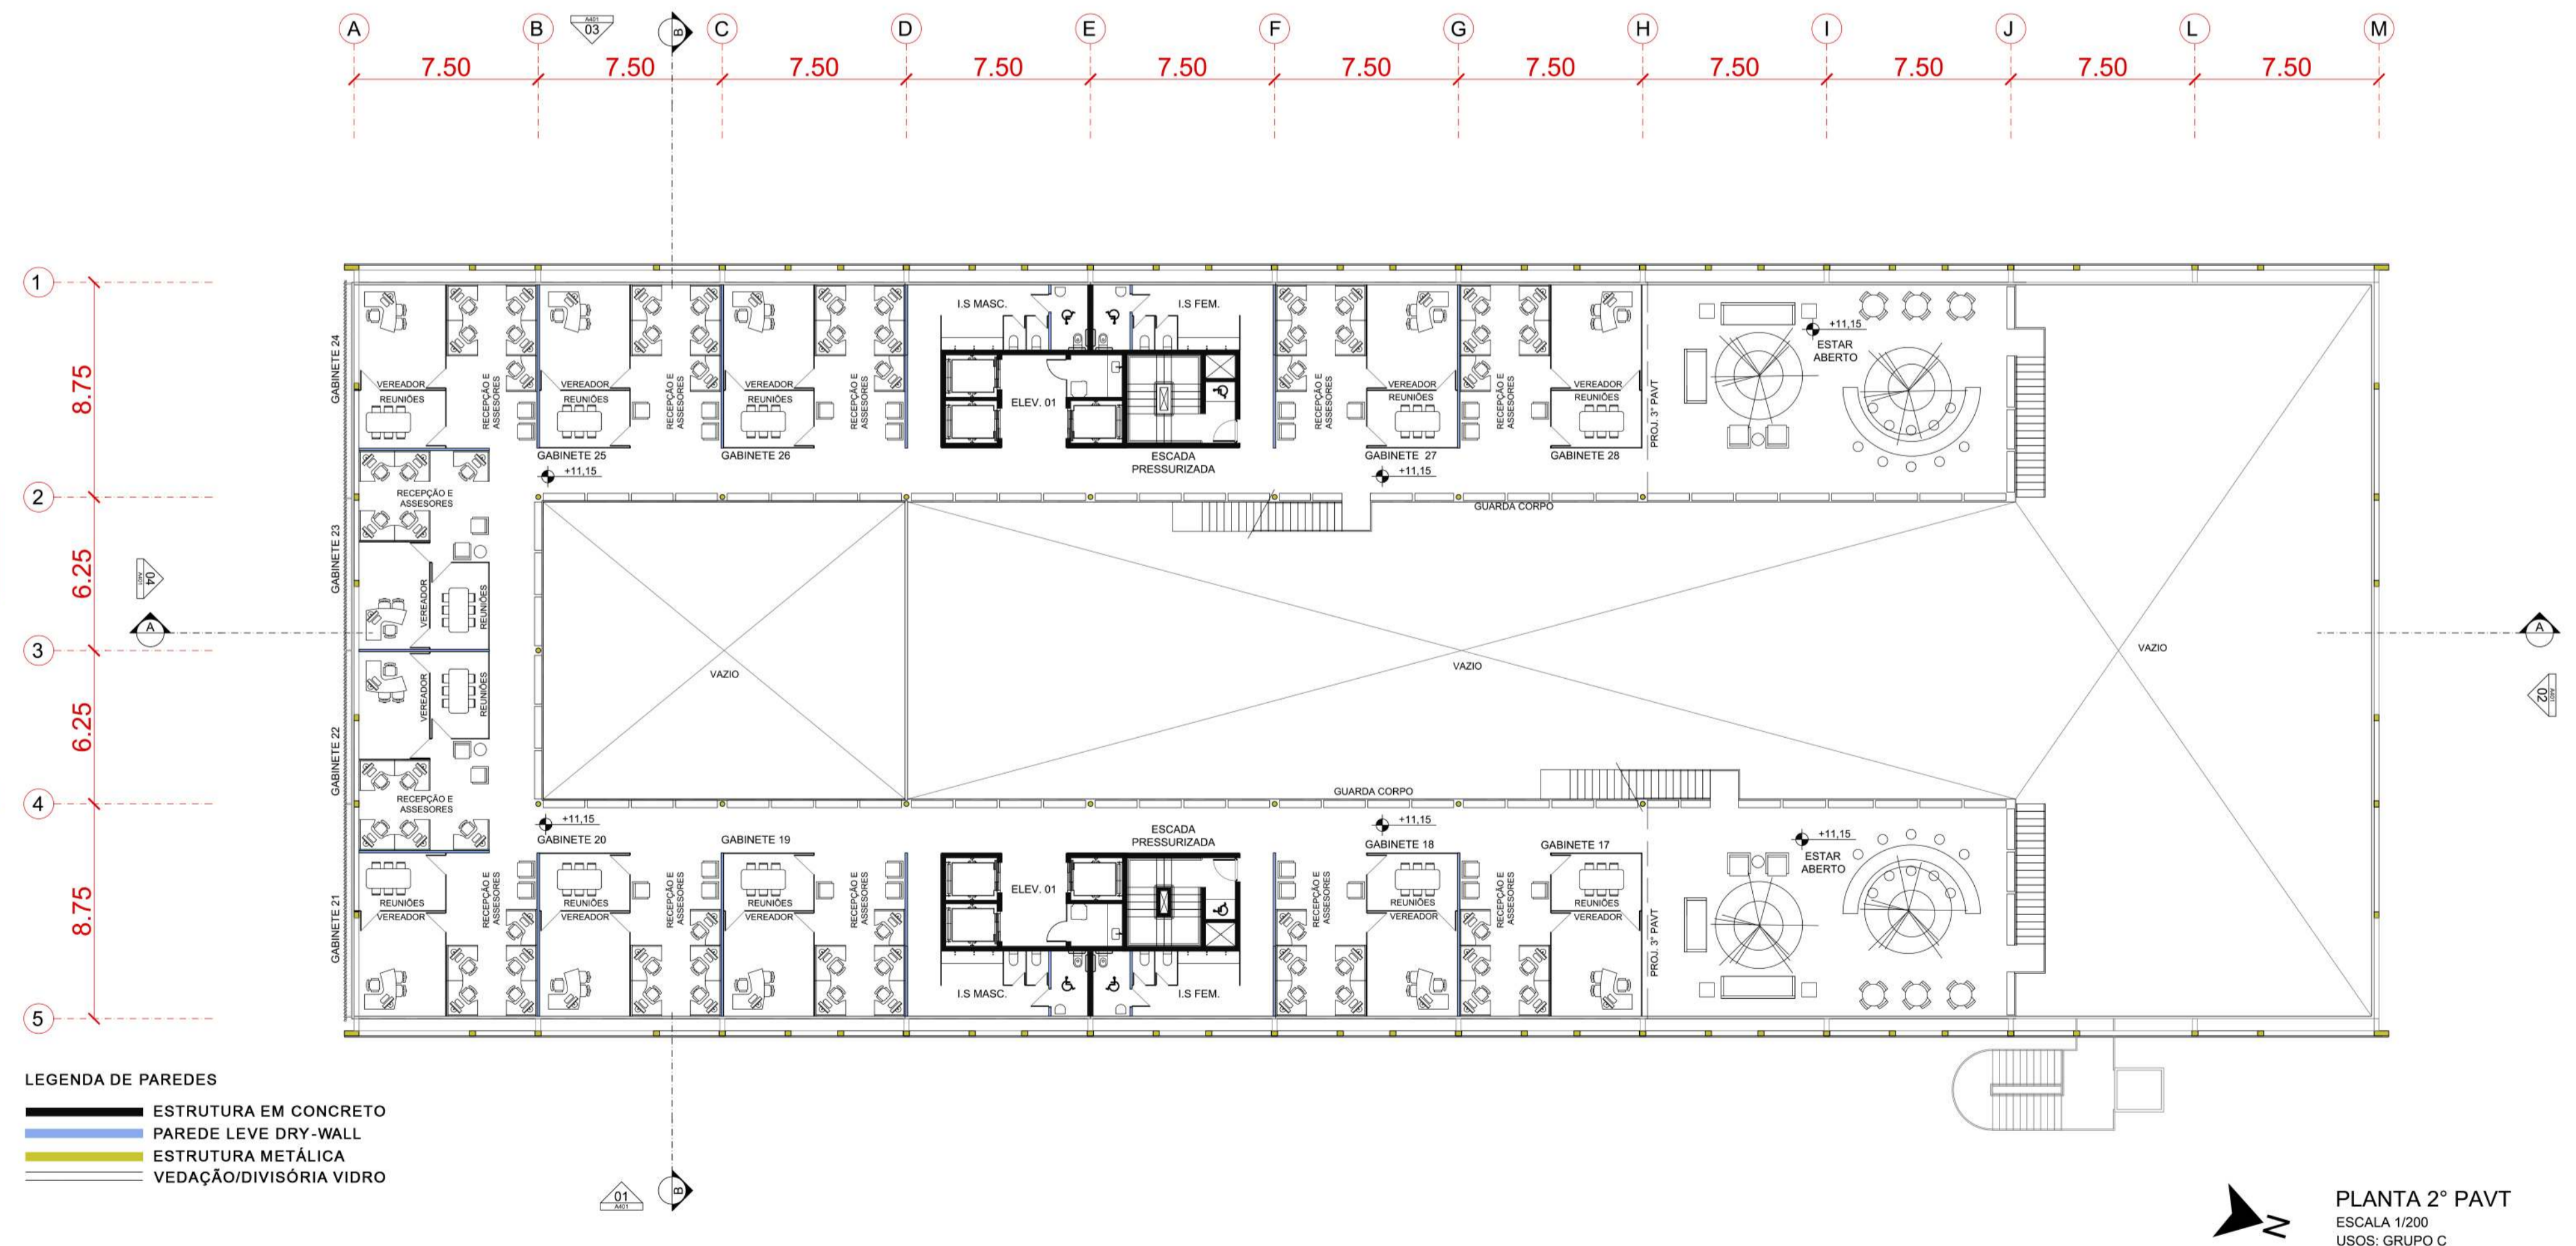 A B C D E F G H I J L M
A401
03
B
7.50 7.50 7.50 7.50 7.50 7.50 7.50 7.50 7.50 7.50 7.50
1
2
3
4
5
8.75
6.25
6.25
8.75
GABINETE 24
VEREADOR
REUNIÕES
RECEPÇÃO E
ASSESORES
VEREADOR
REUNIÕES
RECEPÇÃO E
ASSESORES
VEREADOR
REUNIÕES
RECEPÇÃO E
ASSESORES
I.S MASC.
I.S FEM.
ELEV. 01
ESCADA
PRESSURIZADA
RECEPÇÃO E
ASSESORES
VEREADOR
REUNIÕES
RECEPÇÃO E
ASSESORES
VEREADOR
REUNIÕES
PROJ. 3° PAVT
+11,15
ESTAR
ABERTO
GABINETE 25
+11,15
GABINETE 26
GABINETE 27
+11,15
GABINETE 28
GUARDA CORPO
RECEPÇÃO E
ASSESORES
GABINETE 23
VEREADOR
REUNIÕES
04
A401
A
A
A401
02
VAZIO
VAZIO
VAZIO
VEREADOR
REUNIÕES
GABINETE 22
RECEPÇÃO E
ASSESORES
GUARDA CORPO
+11,15
GABINETE 20
GABINETE 19
ESCADA
PRESSURIZADA
+11,15
GABINETE 18
GABINETE 17
+11,15
ESTAR
ABERTO
GABINETE 21
REUNIÕES
VEREADOR
RECEPÇÃO E
ASSESORES
REUNIÕES
VEREADOR
RECEPÇÃO E
ASSESORES
REUNIÕES
VEREADOR
RECEPÇÃO E
ASSESORES
ELEV. 01
I.S MASC.
I.S FEM.
RECEPÇÃO E
ASSESORES
REUNIÕES
VEREADOR
RECEPÇÃO E
ASSESORES
REUNIÕES
VEREADOR
PROJ. 3° PAVT
LEGENDA DE PAREDES
ESTRUTURA EM CONCRETO
PAREDE LEVE DRY-WALL
ESTRUTURA METÁLICA
VEDAÇÃO/DIVISÓRIA VIDRO
01
A401
B
N
PLANTA 2° PAVT
ESCALA 1/200
USOS: GRUPO C